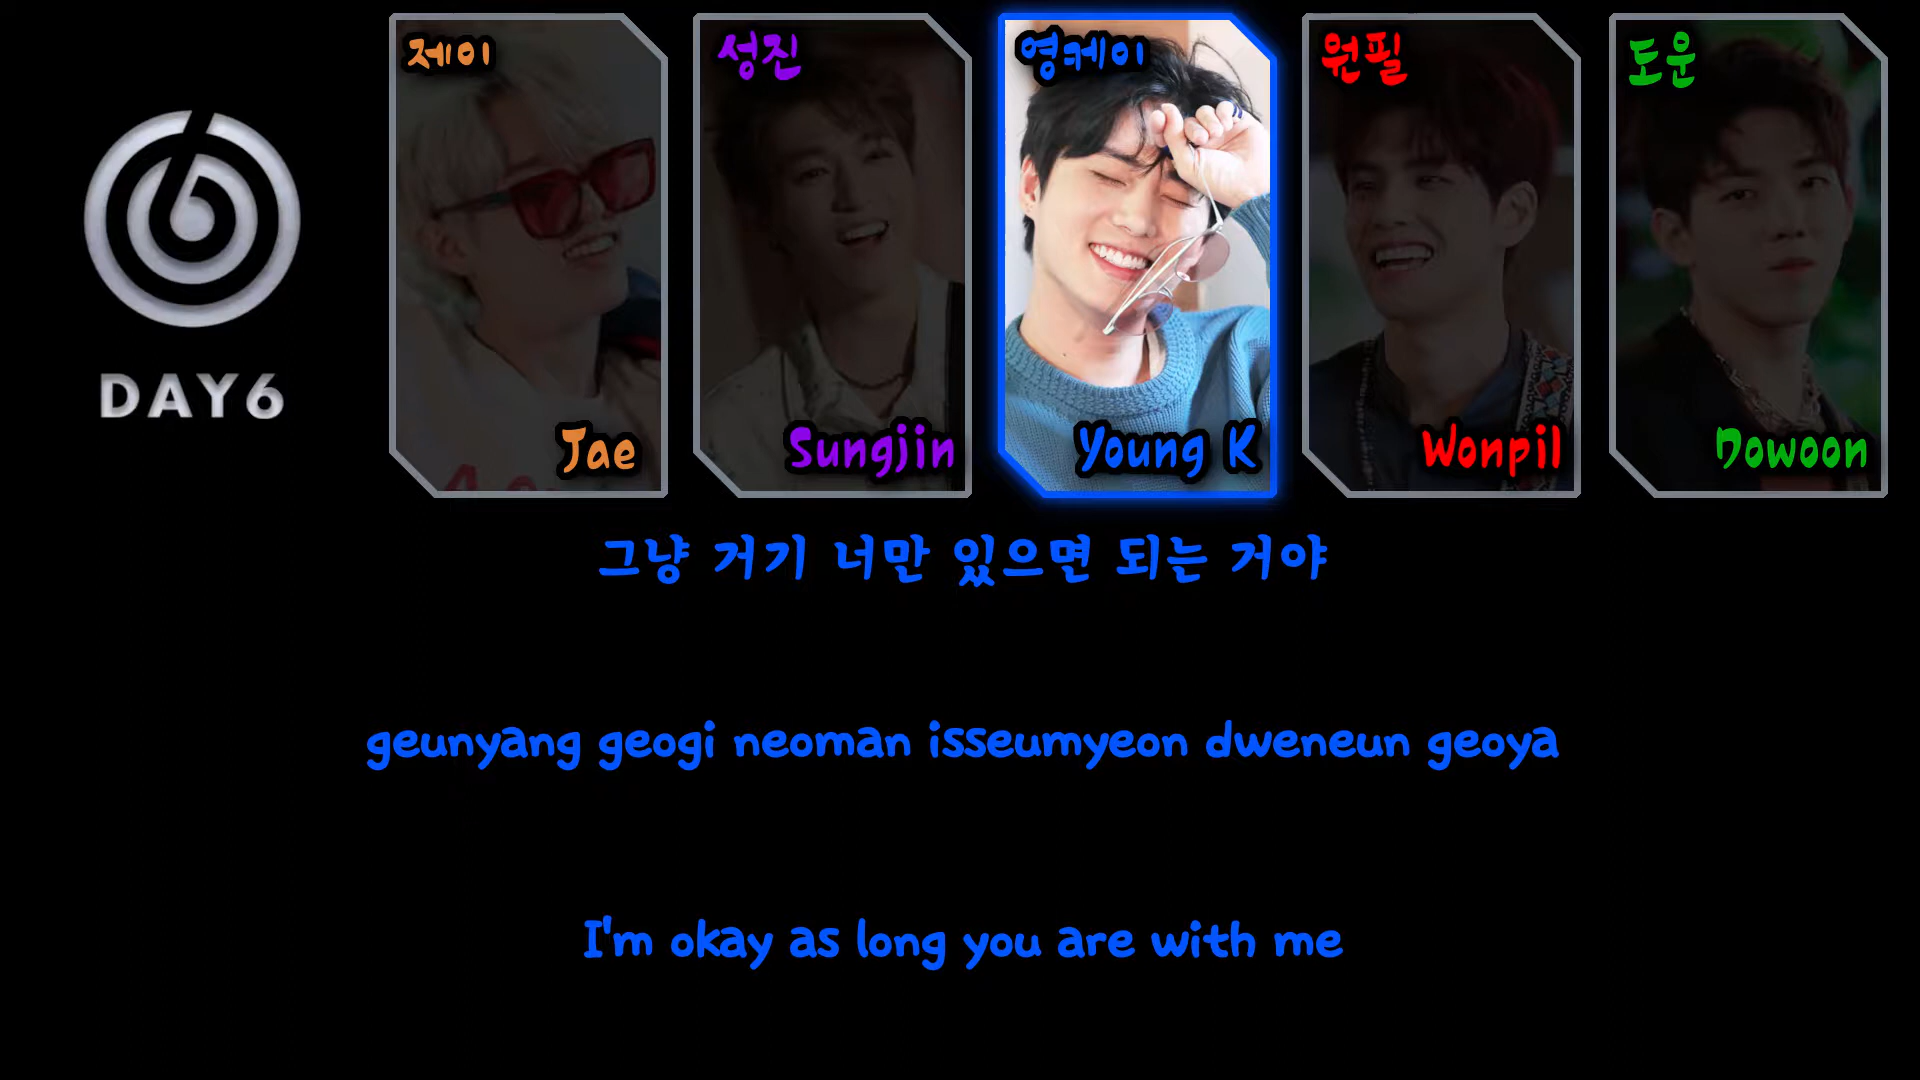 제이
성진
영케이
원필
도운
DAY6
Jae
Sungjin
Young K
Wonpil
Dowoon
그냥 거기 너만 있으면 되는 거야
geunyang geogi neoman isseumyeon dweneun geoya
I'm okay as long you are with me